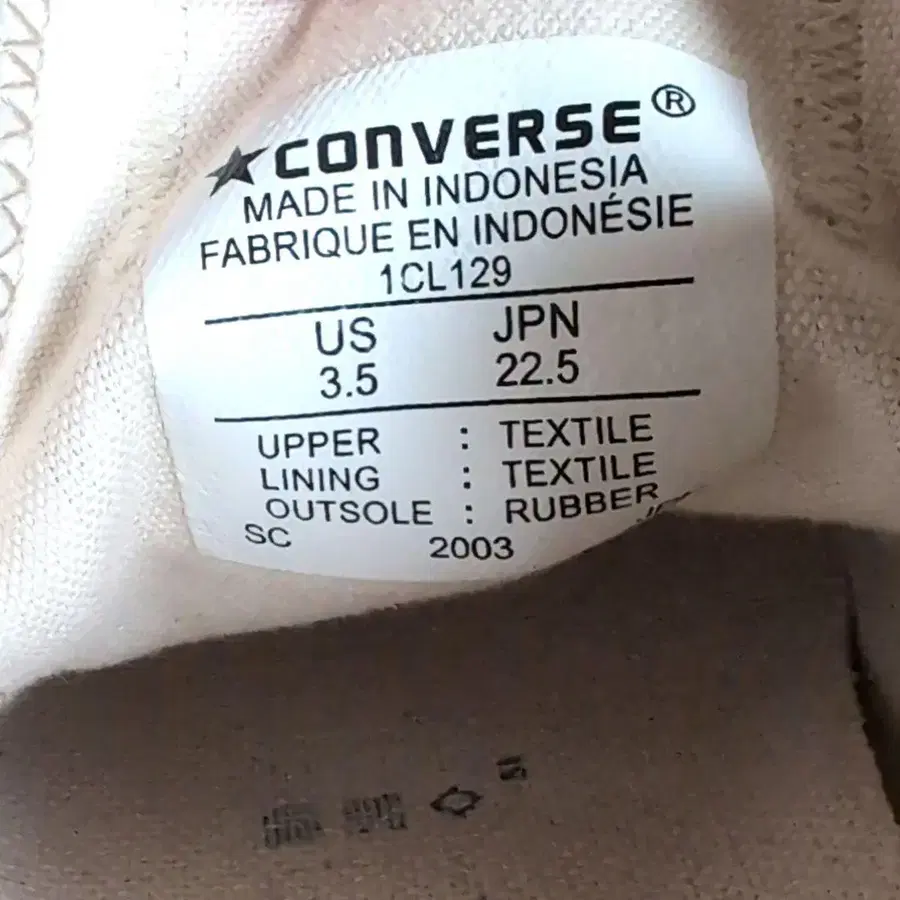 ★CONVERSE®
MADE IN INDONESIA
FABRIQUE EN INDONÉSIE
1CL129
US JPN
3.5 22.5
UPPER : TEXTILE
LINING : TEXTILE
OUTSOLE : RUBBER
SC 2003